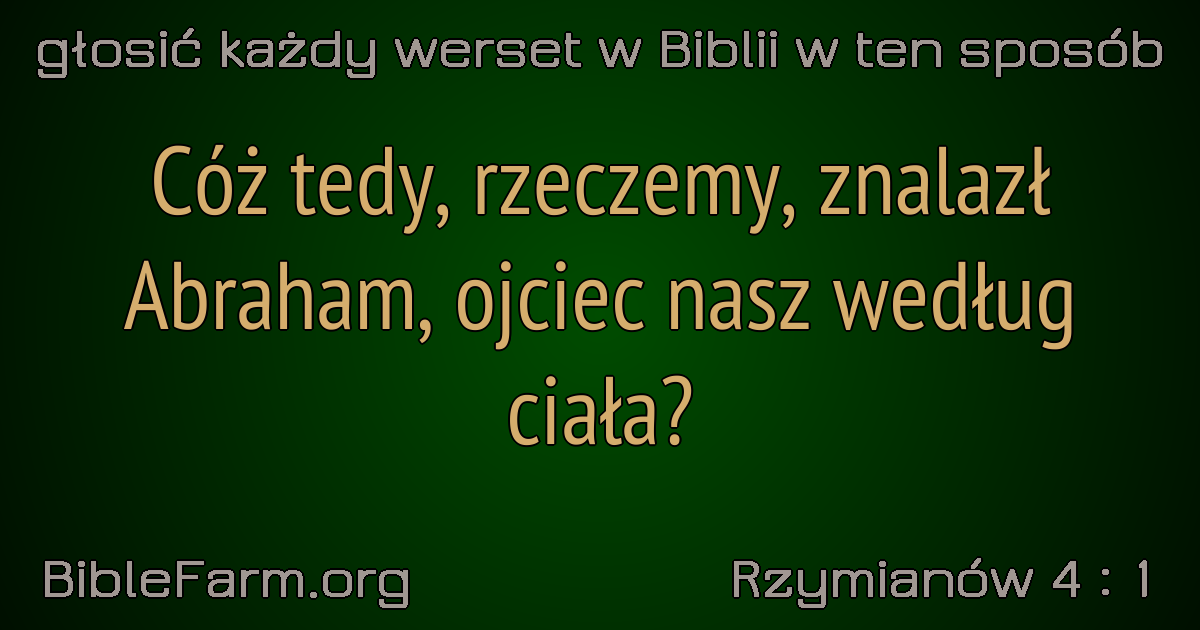 głosić każdy werset w Biblii w ten sposób
Cóż tedy, rzeczemy, znalazł
Abraham, ojciec nasz według
ciała?
BibleFarm.org
Rzymianów 4 : 1